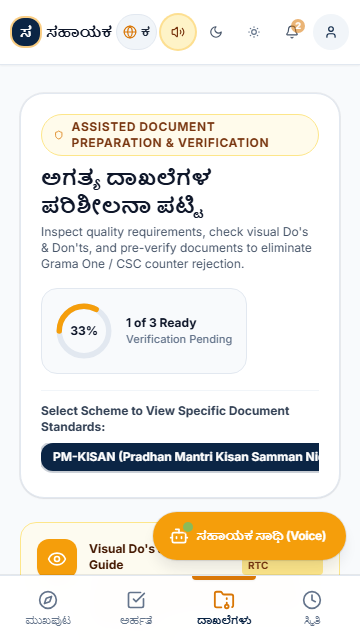 ಸ ಸಹಾಯಕ ಕ 2
ASSISTED DOCUMENT
PREPARATION & VERIFICATION
ಅಗತ್ಯ ದಾಖಲೆಗಳ
ಪರಿಶೀಲನಾ ಪಟ್ಟಿ
Inspect quality requirements, check visual Do's
& Don'ts, and pre-verify documents to eliminate
Grama One / CSC counter rejection.
33%
1 of 3 Ready
Verification Pending
Select Scheme to View Specific Document
Standards:
PM-KISAN (Pradhan Mantri Kisan Samman
ಸಹಾಯಕ ಸಾಥಿ (Voice)
Visual Do's
Guide
RTC
ಮುಖಪುಟ
ಅರ್ಹತೆ
ದಾಖಲೆಗಳು
ಸ್ಥಿತಿ